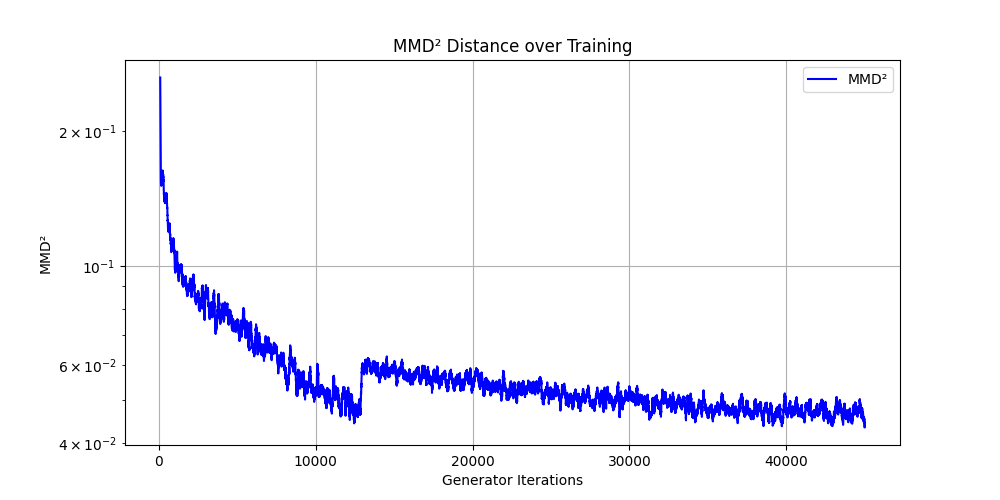 MMD² Distance over Training
MMD²
2 × 10⁻¹
10⁻¹
6 × 10⁻²
4 × 10⁻²
MMD²
0 10000 20000 30000 40000
Generator Iterations